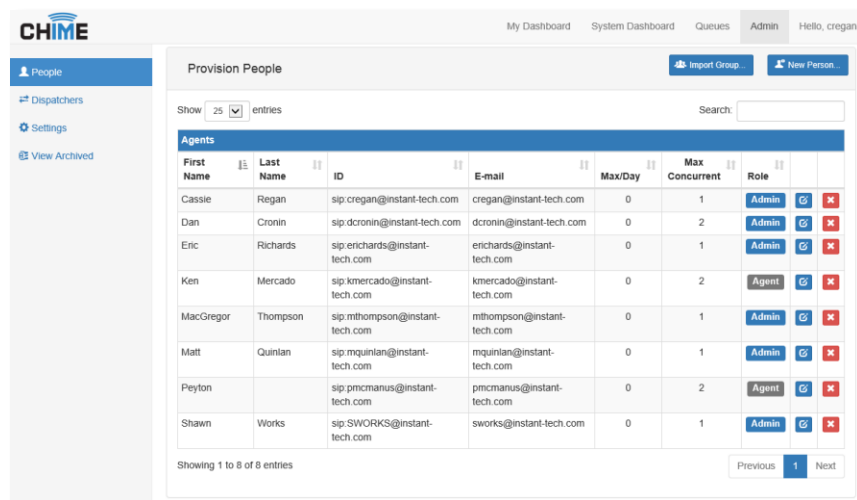 CHIME
My Dashboard System Dashboard Queues Admin Hello, cregan
People
Dispatchers
Settings
View Archived
Provision People
Import Group... New Person...
Show 25 entries Search:
Agents
First Name Last Name ID E-mail Max/Day Max Concurrent Role
Cassie Regan sip:cregan@instant-tech.com cregan@instant-tech.com 0 1 Admin
Dan Cronin sip:dcronin@instant-tech.com dcronin@instant-tech.com 0 2 Admin
Eric Richards sip:erichards@instant-tech.com erichards@instant-tech.com 0 1 Admin
Ken Mercado sip:kmercado@instant-tech.com kmercado@instant-tech.com 0 2 Agent
MacGregor Thompson sip:mthompson@instant-tech.com mthompson@instant-tech.com 0 1 Admin
Matt Quinlan sip:mquinlan@instant-tech.com mquinlan@instant-tech.com 0 1 Admin
Peyton sip:pmcmanus@instant-tech.com pmcmanus@instant-tech.com 0 2 Agent
Shawn Works sip:SWORKS@instant-tech.com sworks@instant-tech.com 0 1 Admin
Showing 1 to 8 of 8 entries
Previous 1 Next